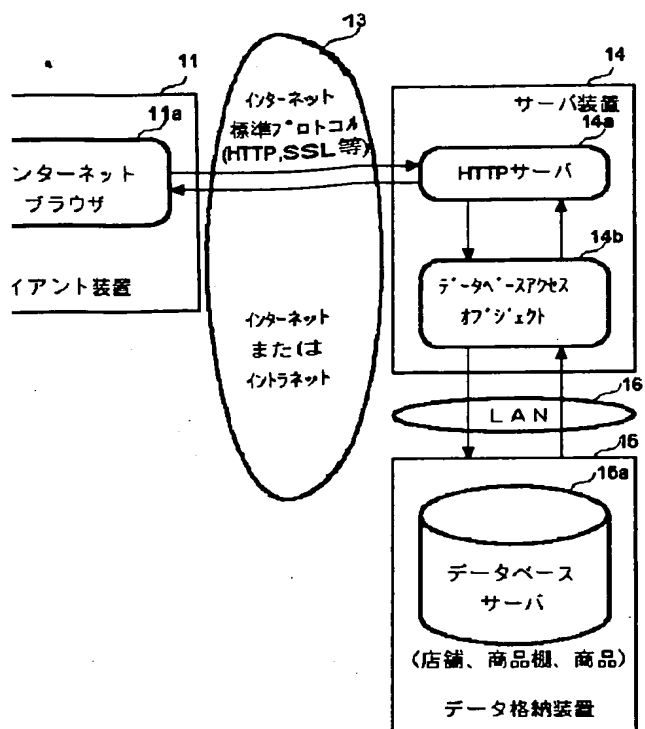 11
11a
ンターネット
ブラウザ
イアント装置
13
インターネット
標準プロトコル
(HTTP,SSL等)
インターネット
または
イントラネット
14
サーバ装置
14a
HTTPサーバ
14b
データベースアクセス
オブジェクト
16
LAN
15
15a
データベース
サーバ
(店舗、商品棚、商品)
データ格納装置